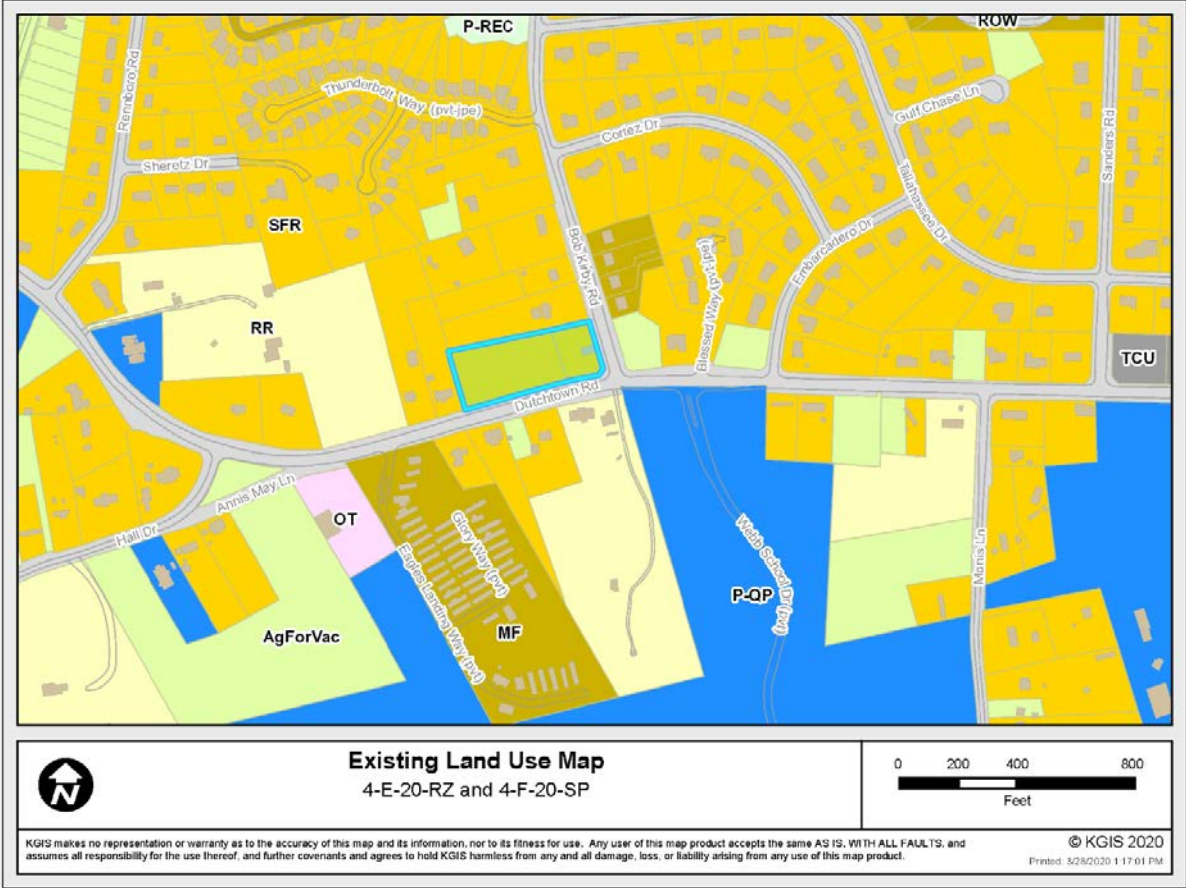 P-REC
ROW
Rennboro Rd
Thunderbolt Way (pvt-jpe)
Gulf Chase Ln
Sanders Rd
Cortez Dr
Sheretz Dr
Tallahassee Dr
SFR
Bob Kirby Rd
Blessed Way (pvt-jpe)
Embarcadero Dr
RR
TCU
Dutchtown Rd
Annis May Ln
OT
Hall Dr
Glory Way (pvt)
Eagles Landing Way (pvt)
Webb School Dr (pvt)
Manis Ln
P-QP
AgForVac
MF
N
Existing Land Use Map
4-E-20-RZ and 4-F-20-SP
0 200 400 800
Feet
KGIS makes no representation or warranty as to the accuracy of this map and its information, nor to its fitness for use. Any user of this map product accepts the same AS IS, WITH ALL FAULTS, and
assumes all responsibility for the use thereof, and further covenants and agrees to hold KGIS harmless from any and all damage, loss, or liability arising from any use of this map product.
© KGIS 2020
Printed: 3/28/2020 1:17:01 PM